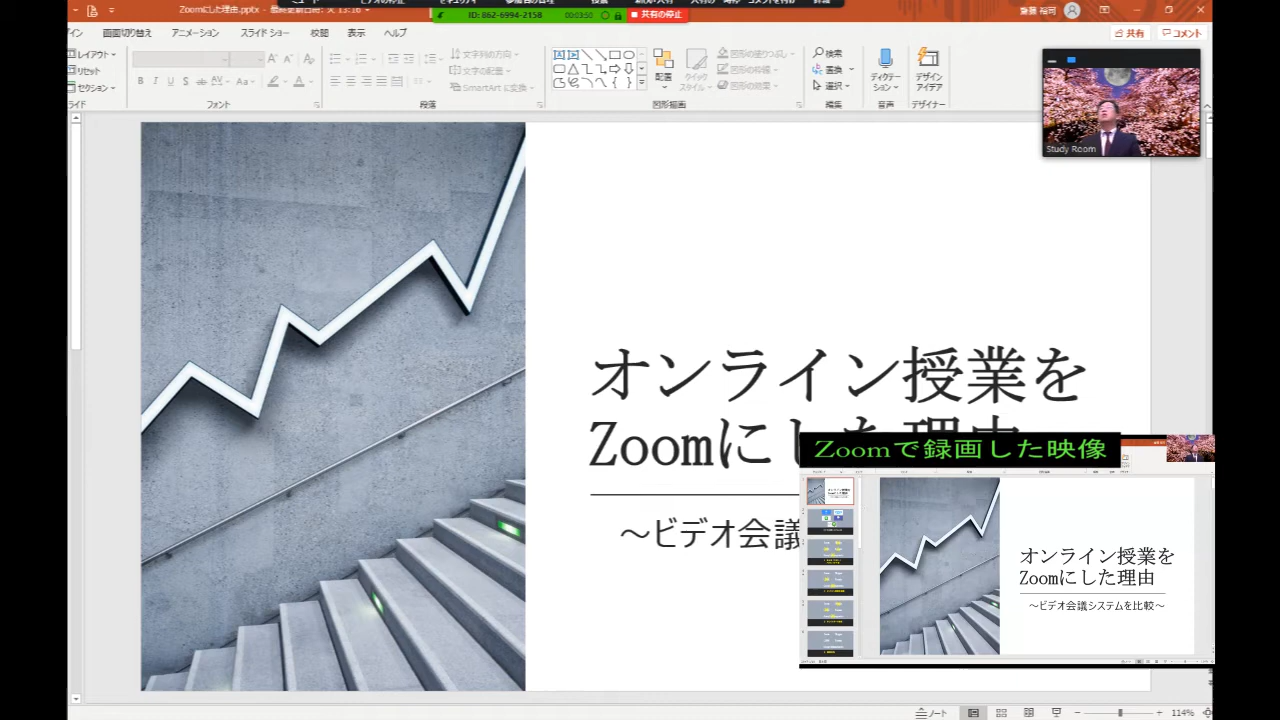 Zoomにした理由.pptx
ID: 862-6994-2158
00:03:53
共有の停止
画面切り替え アニメーション スライド ショー 校閲 表示 ヘルプ
共有
コメント
レイアウト
リセット
セクション
文字列の方向
文字の配置
SmartArt に変換
配置
クイック
スタイル
図形の塗りつぶし
図形の枠線
図形の効果
検索
置換
選択
ディクテー
ション
デザイン
アイデア
フォント
段落
図形描画
編集
音声
デザイナー
Study Room
オンライン授業を
Zoomにした理由
～ビデオ会議
Zoomで録画した映像
オンライン授業を
Zoomにした理由
～ビデオ会議システムを比較～
ノート
114%